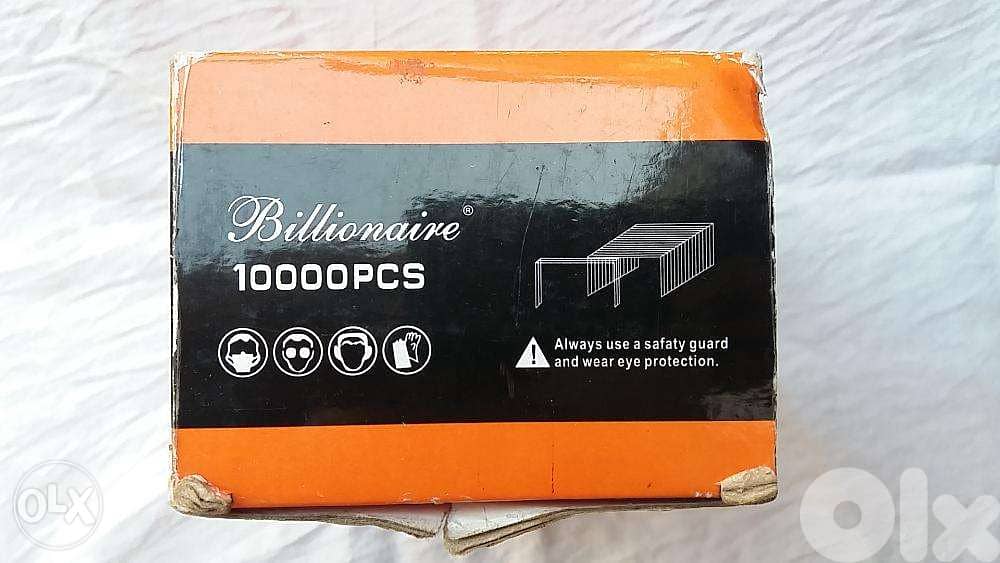 Billionaire®
10000PCS
Always use a safaty guard
and wear eye protection.
OLX
OLX